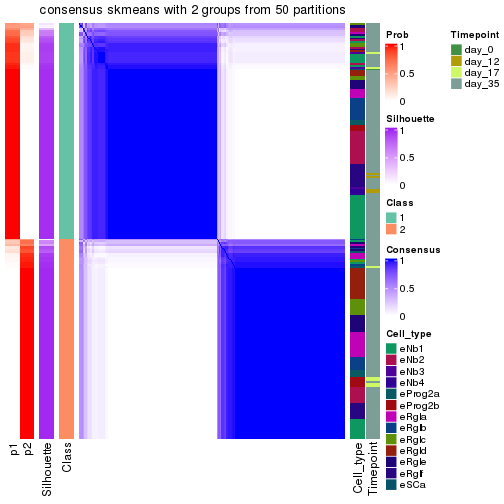 consensus skmeans with 2 groups from 50 partitions
Prob
1
0.5
0
Silhouette
1
0.5
0
Class
1
2
Consensus
1
0.5
0
Cell_type
eNb1
eNb2
eNb3
eNb4
eProg2a
eProg2b
eRgla
eRglb
eRglc
eRgld
eRgle
eRglf
eSCa
Timepoint
day_0
day_12
day_17
day_35
p1
p2
Silhouette
Class
Cell_type
Timepoint